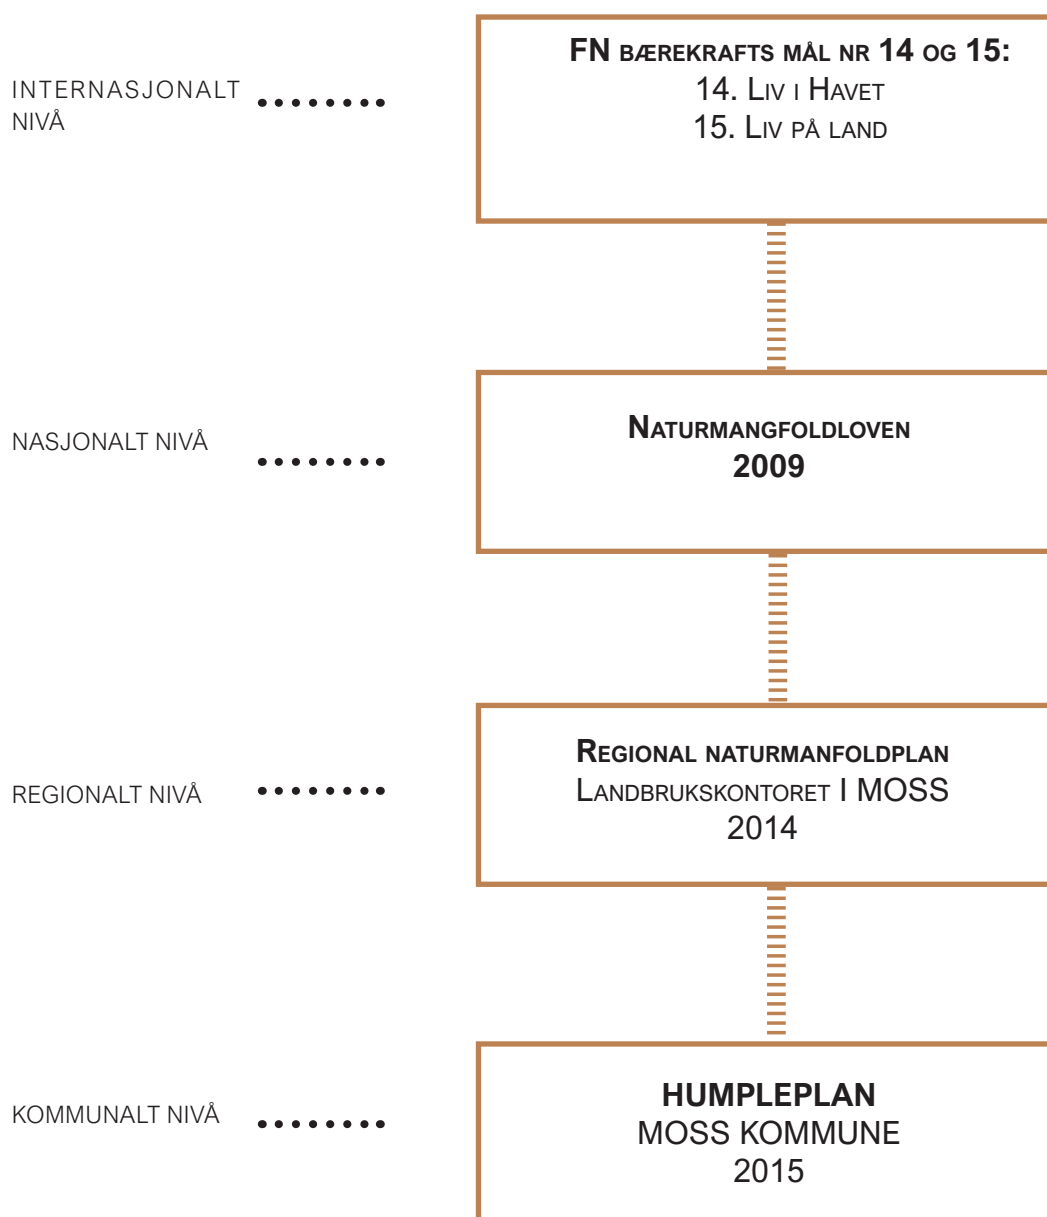 INTERNASJONALT
NIVÅ
FN BÆREKRAFTS MÅL NR 14 OG 15:
14. LIV I HAVET
15. LIV PÅ LAND
NASJONALT NIVÅ
NATURMANGFOLDLOVEN
2009
REGIONALT NIVÅ
REGIONAL NATURMANFOLDPLAN
LANDBRUKSKONTORET I MOSS
2014
KOMMUNALT NIVÅ
HUMPLEPLAN
MOSS KOMMUNE
2015